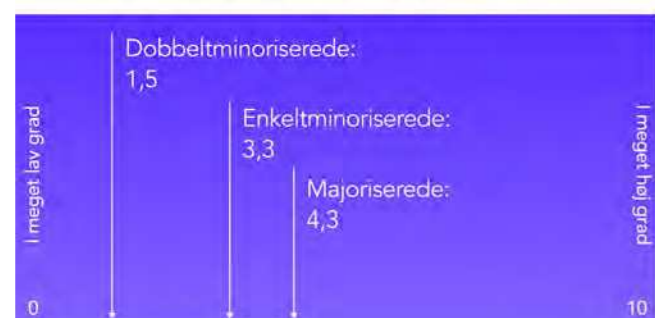 Dobbeltminoriserede:
1,5
Enkeltminoriserede:
3,3
Majoriserede:
4,3
I meget lav grad
I meget høj grad
0
10